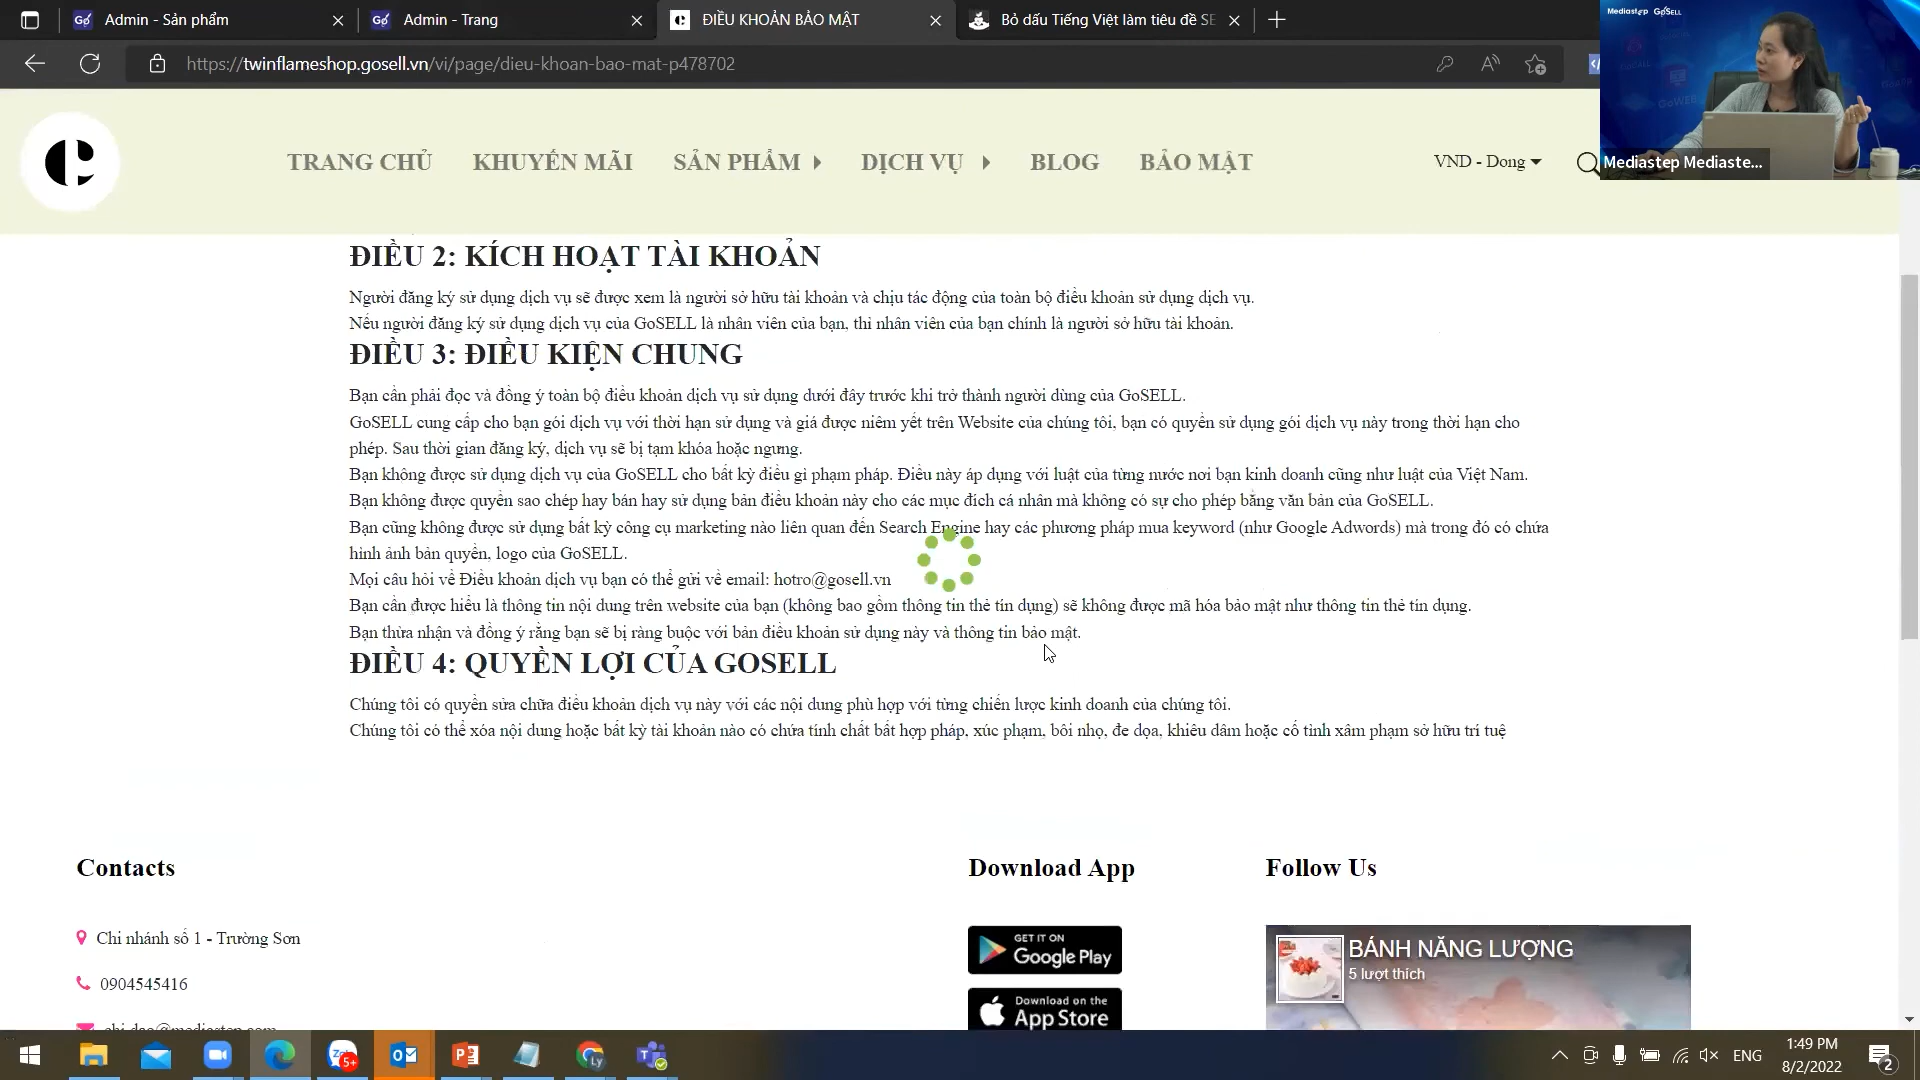 Admin - Sản phẩm
Admin - Trang
ĐIỀU KHOẢN BẢO MẬT
Bỏ dấu Tiếng Việt làm tiêu đề SE
https://twinflameshop.gosell.vn/vi/page/dieu-khoan-bao-mat-p478702
Mediastep GoSELL
Mediastep Mediaste...
TRANG CHỦ
KHUYẾN MÃI
SẢN PHẨM
DỊCH VỤ
BLOG
BẢO MẬT
VND - Dong
ĐIỀU 2: KÍCH HOẠT TÀI KHOẢN
Người đăng ký sử dụng dịch vụ sẽ được xem là người sở hữu tài khoản và chịu tác động của toàn bộ điều khoản sử dụng dịch vụ.
Nếu người đăng ký sử dụng dịch vụ của GoSELL là nhân viên của bạn, thì nhân viên của bạn chính là người sở hữu tài khoản.
ĐIỀU 3: ĐIỀU KIỆN CHUNG
Bạn cần phải đọc và đồng ý toàn bộ điều khoản dịch vụ sử dụng dưới đây trước khi trở thành người dùng của GoSELL.
GoSELL cung cấp cho bạn gói dịch vụ với thời hạn sử dụng và giá được niêm yết trên Website của chúng tôi, bạn có quyền sử dụng gói dịch vụ này trong thời hạn cho
phép. Sau thời gian đăng ký, dịch vụ sẽ bị tạm khóa hoặc ngưng.
Bạn không được sử dụng dịch vụ của GoSELL cho bất kỳ điều gì phạm pháp. Điều này áp dụng với luật của từng nước nơi bạn kinh doanh cũng như luật của Việt Nam.
Bạn không được quyền sao chép hay bán hay sử dụng bản điều khoản này cho các mục đích cá nhân mà không có sự cho phép bằng văn bản của GoSELL.
Bạn cũng không được sử dụng bất kỳ công cụ marketing nào liên quan đến Search Engine hay các phương pháp mua keyword (như Google Adwords) mà trong đó có chứa
hình ảnh bản quyền, logo của GoSELL.
Mọi câu hỏi về Điều khoản dịch vụ bạn có thể gửi về email: hotro@gosell.vn
Bạn cần được hiểu là thông tin nội dung trên website của bạn (không bao gồm thông tin thẻ tín dụng) sẽ không được mã hóa bảo mật như thông tin thẻ tín dụng.
Bạn thừa nhận và đồng ý rằng bạn sẽ bị ràng buộc với bản điều khoản sử dụng này và thông tin bảo mật.
ĐIỀU 4: QUYỀN LỢI CỦA GOSELL
Chúng tôi có quyền sửa chữa điều khoản dịch vụ này với các nội dung phù hợp với từng chiến lược kinh doanh của chúng tôi.
Chúng tôi có thể xóa nội dung hoặc bất kỳ tài khoản nào có chứa tính chất bất hợp pháp, xúc phạm, bôi nhọ, đe dọa, khiêu dâm hoặc cố tình xâm phạm sở hữu trí tuệ
Contacts
Download App
Follow Us
Chi nhánh số 1 - Trường Sơn
0904545416
chi.dao@mediastep.com
GET IT ON
Google Play
Download on the
App Store
BÁNH NĂNG LƯỢNG
5 lượt thích
5+
ENG
1:49 PM
8/2/2022
2